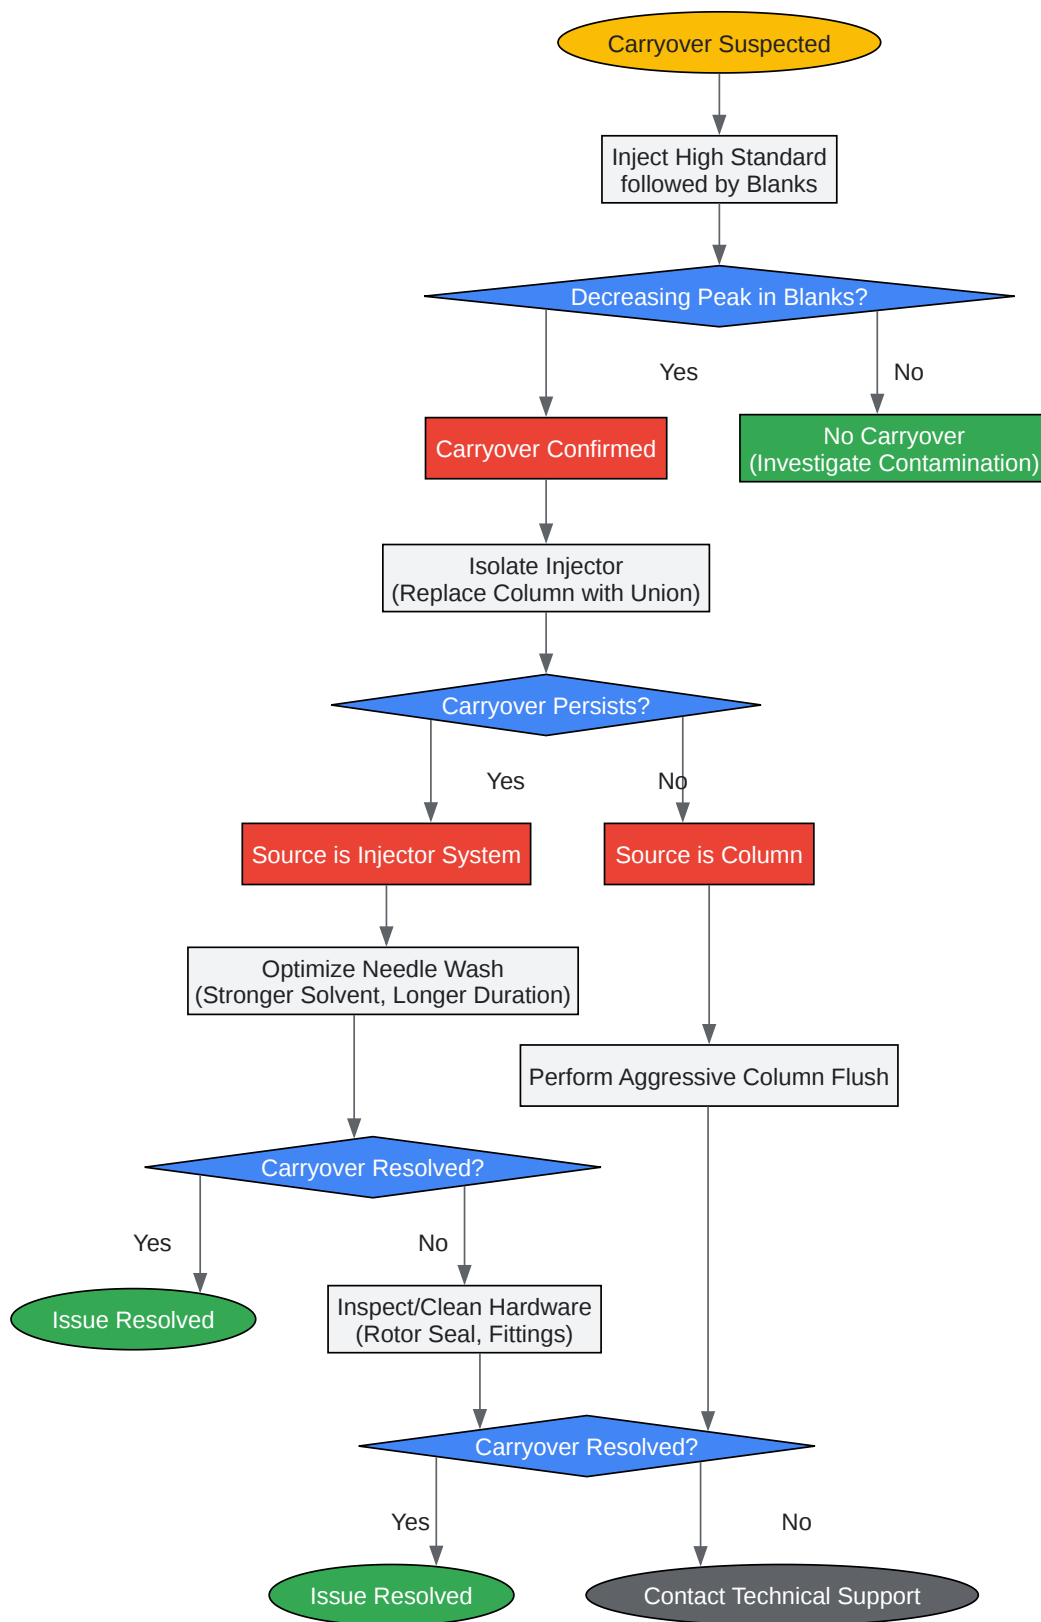 Carryover Suspected
Inject High Standard
followed by Blanks
Decreasing Peak in Blanks?
Yes
No
Carryover Confirmed
No Carryover
(Investigate Contamination)
Isolate Injector
(Replace Column with Union)
Carryover Persists?
Yes
No
Source is Injector System
Source is Column
Optimize Needle Wash
(Stronger Solvent, Longer Duration)
Perform Aggressive Column Flush
Carryover Resolved?
Yes
No
Issue Resolved
Inspect/Clean Hardware
(Rotor Seal, Fittings)
Carryover Resolved?
Yes
No
Issue Resolved
Contact Technical Support